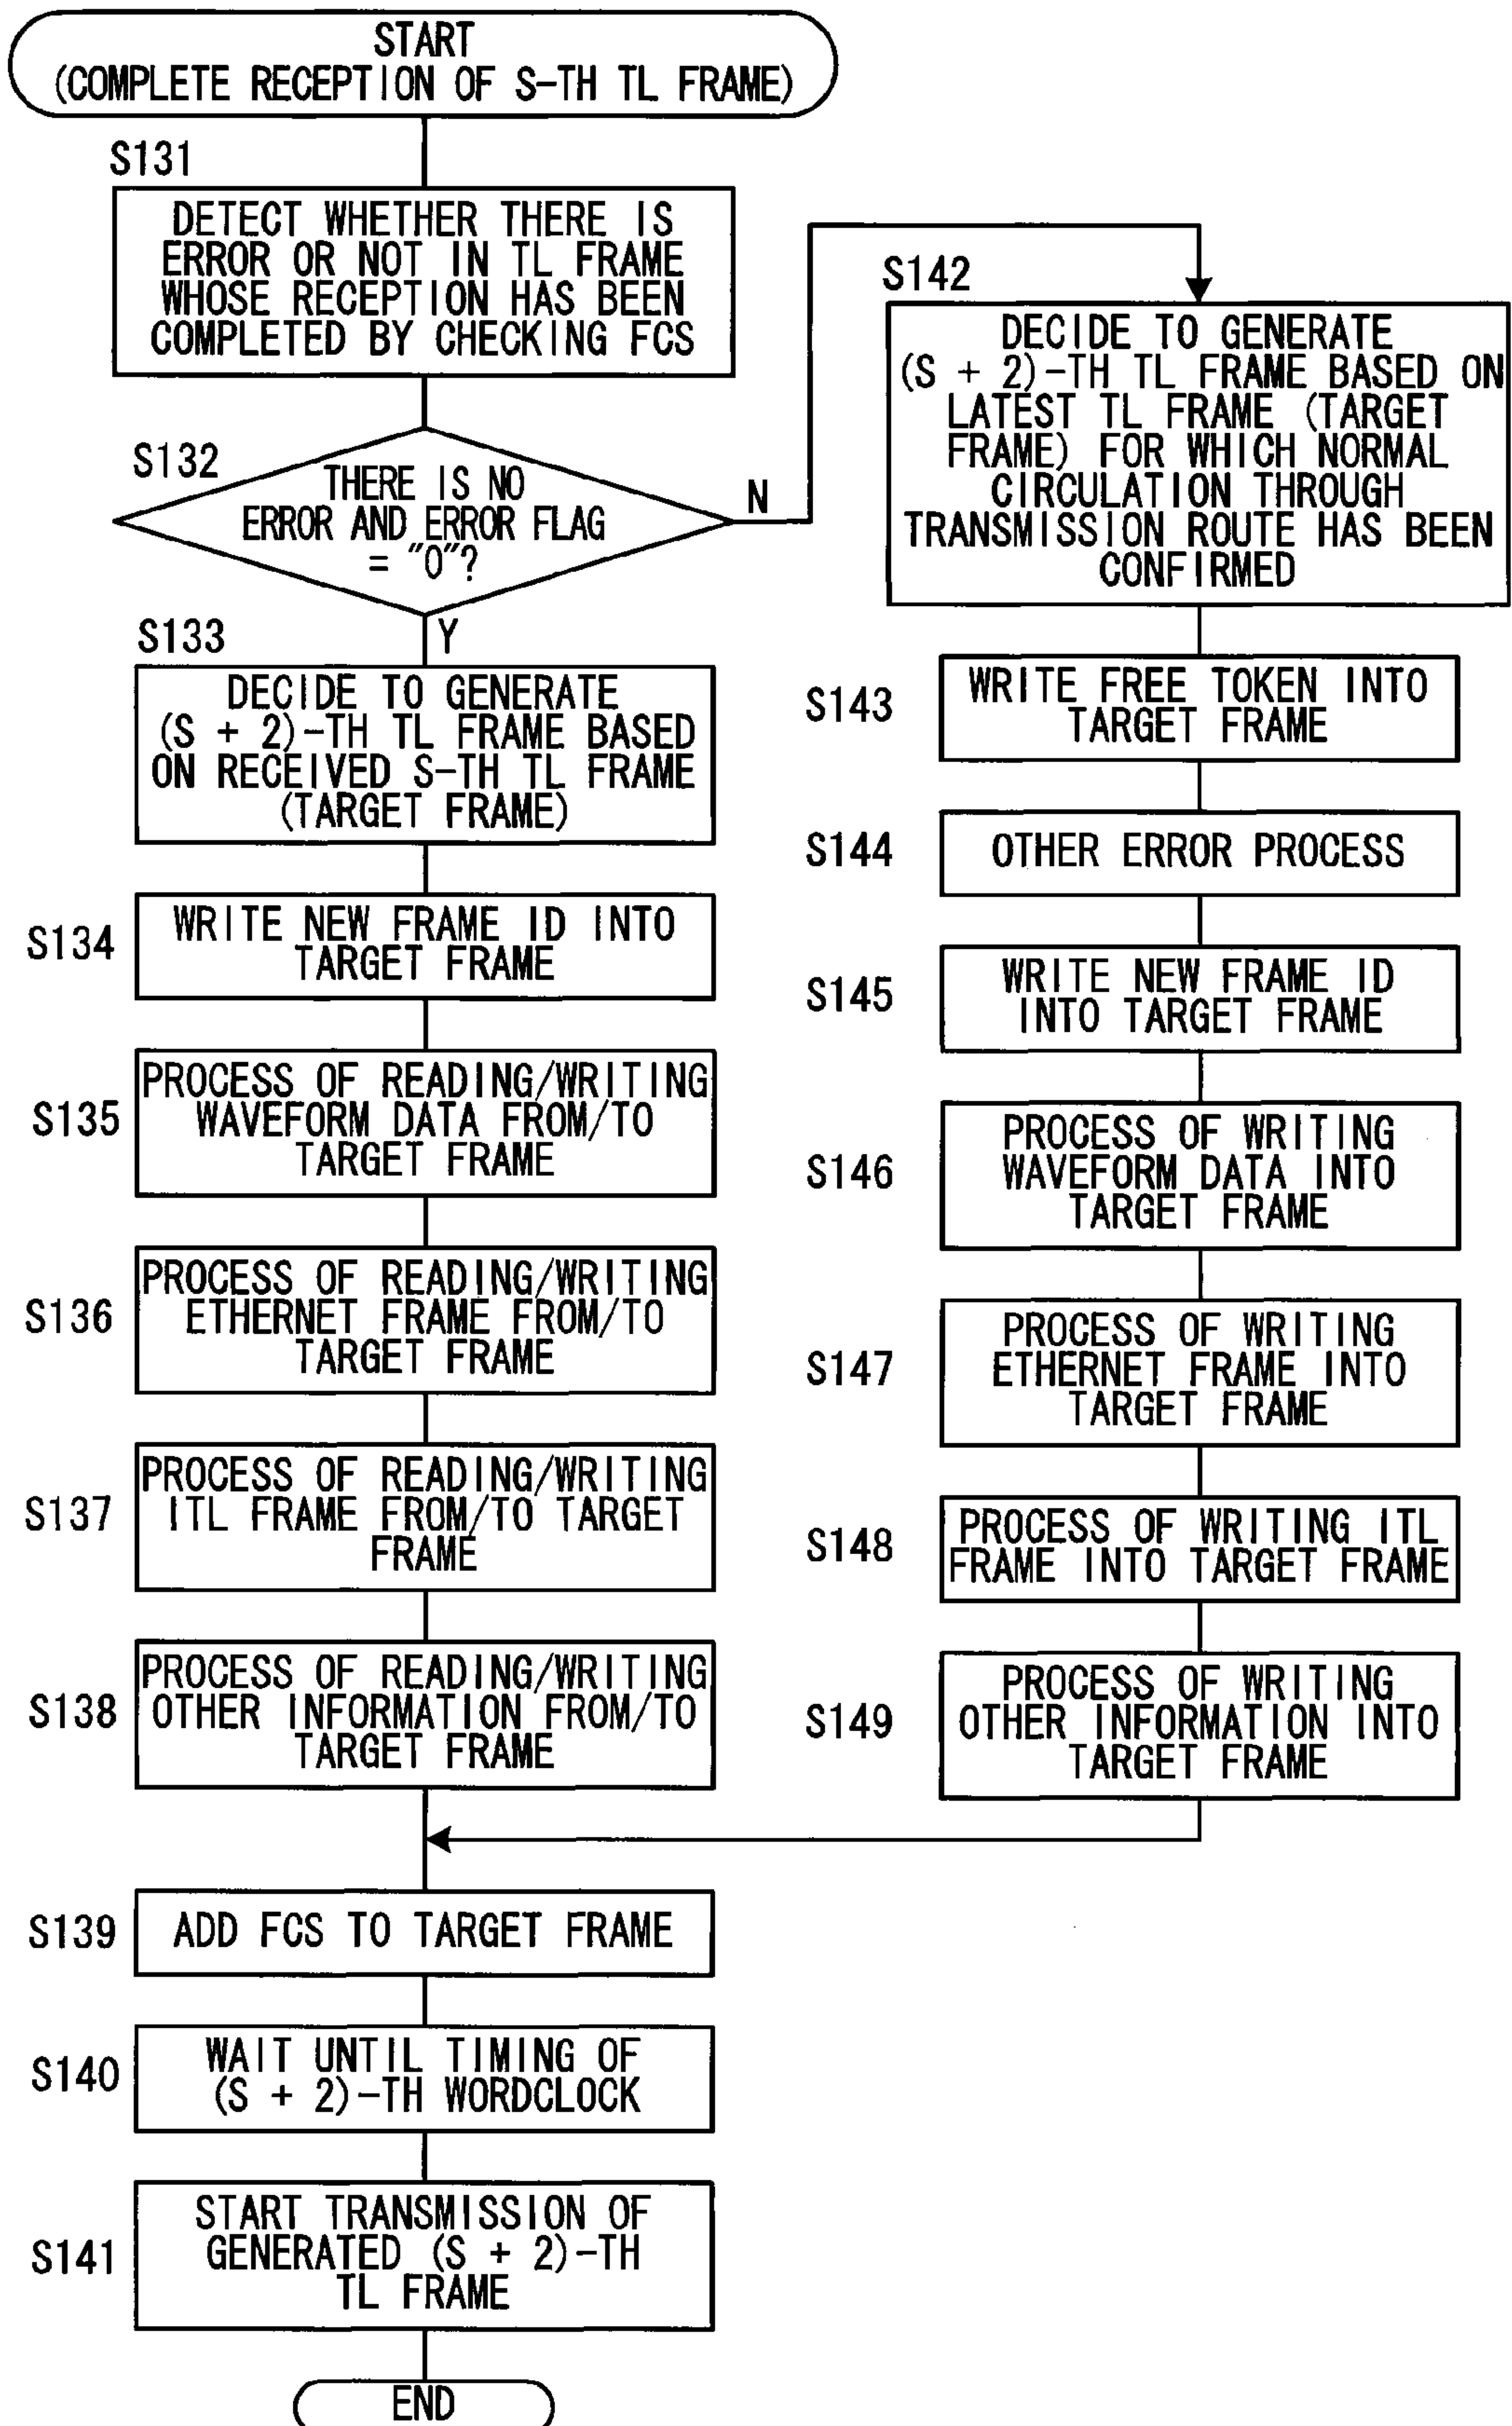 START
(COMPLETE RECEPTION OF S-TH TL FRAME)
S131
DETECT WHETHER THERE IS
ERROR OR NOT IN TL FRAME
WHOSE RECEPTION HAS BEEN
COMPLETED BY CHECKING FCS
S132
THERE IS NO
ERROR AND ERROR FLAG
= "0"?
N
Y
S133
DECIDE TO GENERATE
(S + 2)-TH TL FRAME BASED
ON RECEIVED S-TH TL FRAME
(TARGET FRAME)
S134
WRITE NEW FRAME ID INTO
TARGET FRAME
S135
PROCESS OF READING/WRITING
WAVEFORM DATA FROM/TO
TARGET FRAME
S136
PROCESS OF READING/WRITING
ETHERNET FRAME FROM/TO
TARGET FRAME
S137
PROCESS OF READING/WRITING
ITL FRAME FROM/TO TARGET
FRAME
S138
PROCESS OF READING/WRITING
OTHER INFORMATION FROM/TO
TARGET FRAME
S139
ADD FCS TO TARGET FRAME
S140
WAIT UNTIL TIMING OF
(S + 2)-TH WORDCLOCK
S141
START TRANSMISSION OF
GENERATED (S + 2)-TH
TL FRAME
END
S142
DECIDE TO GENERATE
(S + 2)-TH TL FRAME BASED ON
LATEST TL FRAME (TARGET
FRAME) FOR WHICH NORMAL
CIRCULATION THROUGH
TRANSMISSION ROUTE HAS BEEN
CONFIRMED
S143
WRITE FREE TOKEN INTO
TARGET FRAME
S144
OTHER ERROR PROCESS
S145
WRITE NEW FRAME ID
INTO TARGET FRAME
S146
PROCESS OF WRITING
WAVEFORM DATA INTO
TARGET FRAME
S147
PROCESS OF WRITING
ETHERNET FRAME INTO
TARGET FRAME
S148
PROCESS OF WRITING ITL
FRAME INTO TARGET FRAME
S149
PROCESS OF WRITING
OTHER INFORMATION INTO
TARGET FRAME